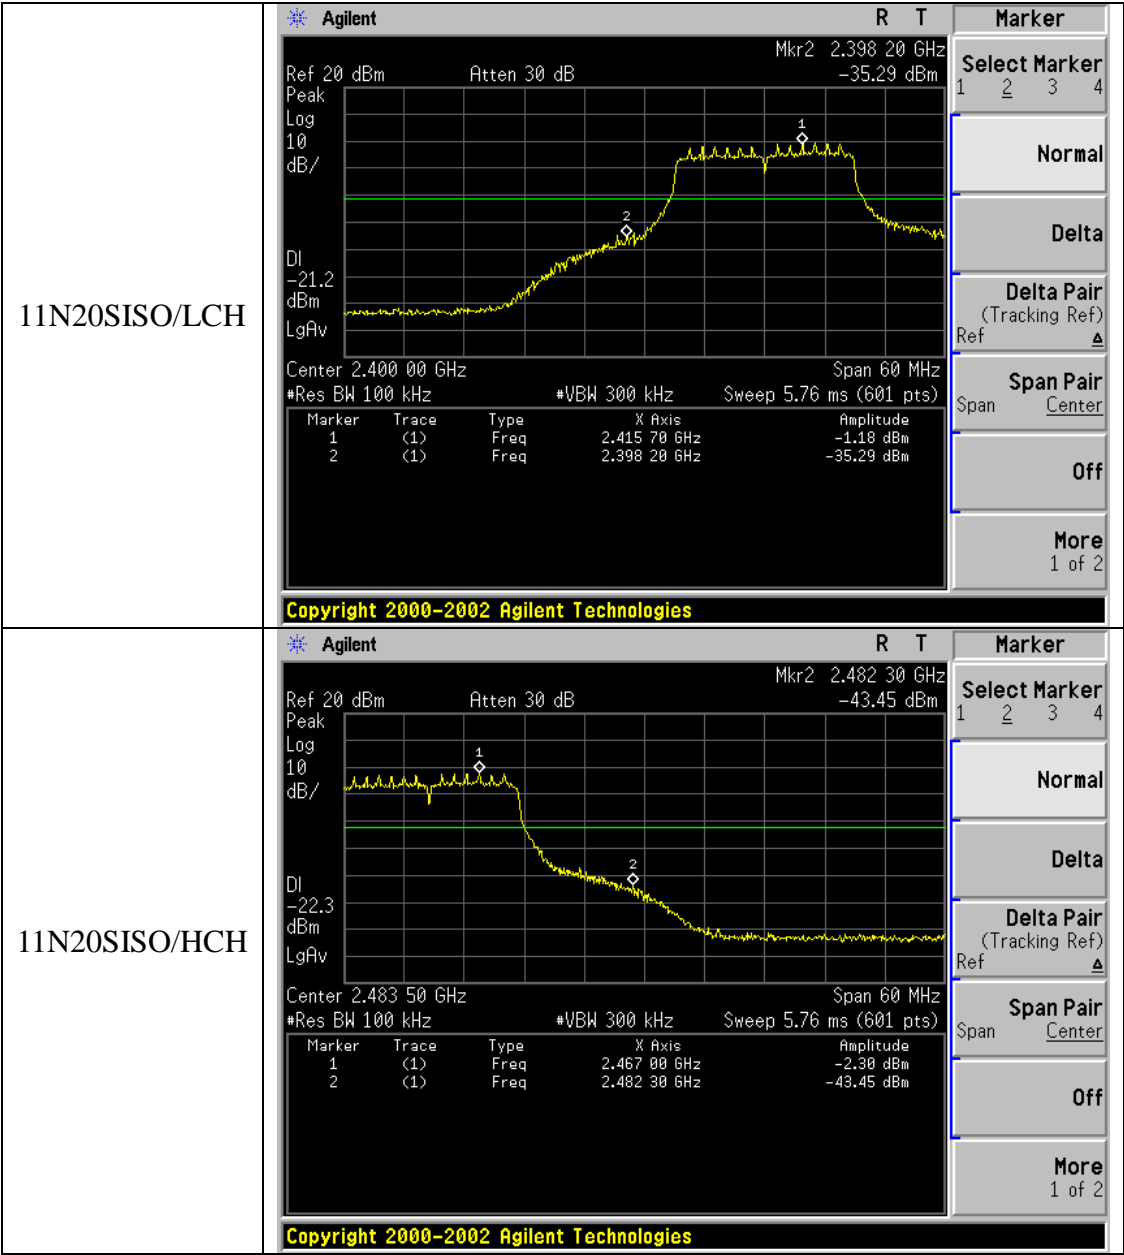 11N20SISO/LCH
Agilent R T Marker
Mkr2 2.398 20 GHz
Ref 20 dBm Atten 30 dB -35.29 dBm
Select Marker
1 2 3 4
Peak
Log
10
dB/
1
2
DI
-21.2
dBm
LgAv
Normal
Delta
Delta Pair
(Tracking Ref)
Ref Δ
Center 2.400 00 GHz Span 60 MHz
#Res BW 100 kHz #VBW 300 kHz Sweep 5.76 ms (601 pts)
Span Pair
Span Center
Marker Trace Type X Axis Amplitude
1 (1) Freq 2.415 70 GHz -1.18 dBm
2 (1) Freq 2.398 20 GHz -35.29 dBm
Off
More
1 of 2
Copyright 2000-2002 Agilent Technologies
11N20SISO/HCH
Agilent R T Marker
Mkr2 2.482 30 GHz
Ref 20 dBm Atten 30 dB -43.45 dBm
Select Marker
1 2 3 4
Peak
Log
10
dB/
1
2
DI
-22.3
dBm
LgAv
Normal
Delta
Delta Pair
(Tracking Ref)
Ref Δ
Center 2.483 50 GHz Span 60 MHz
#Res BW 100 kHz #VBW 300 kHz Sweep 5.76 ms (601 pts)
Span Pair
Span Center
Marker Trace Type X Axis Amplitude
1 (1) Freq 2.467 00 GHz -2.30 dBm
2 (1) Freq 2.482 30 GHz -43.45 dBm
Off
More
1 of 2
Copyright 2000-2002 Agilent Technologies